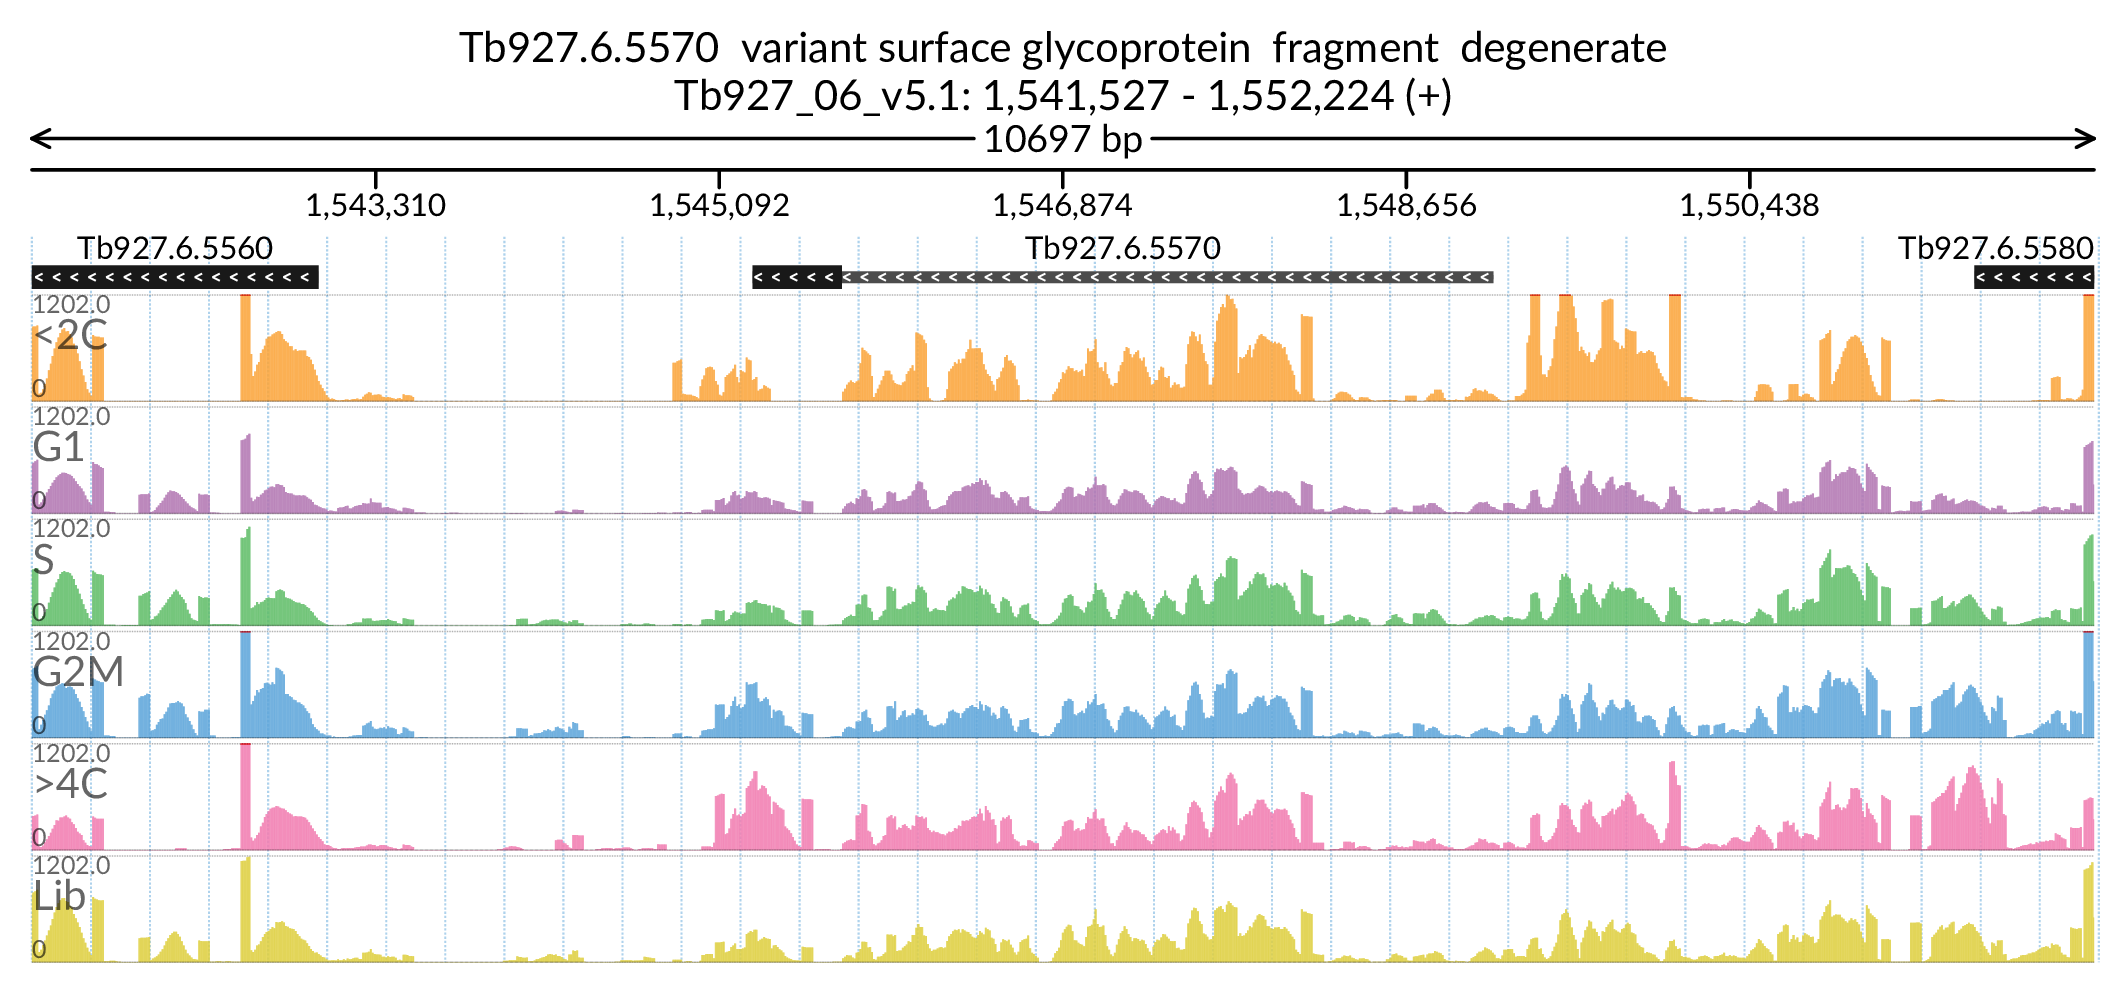 Tb927.6.5570  variant surface glycoprotein  fragment  degenerate
Tb927_06_v5.1: 1,541,527 - 1,552,224 (+)
10697 bp
1,543,310 1,545,092 1,546,874 1,548,656 1,550,438
Tb927.6.5560 Tb927.6.5570 Tb927.6.5580
1202.0
<2C
0
1202.0
G1
0
1202.0
S
0
1202.0
G2M
0
1202.0
>4C
0
1202.0
Lib
0